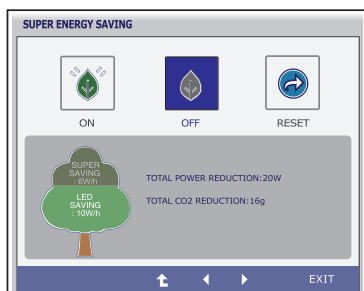 SUPER ENERGY SAVING
ON
OFF
RESET
SUPER
SAVING
: 6W/h
LED
SAVING
: 10W/h
TOTAL POWER REDUCTION:20W
TOTAL CO2 REDUCTION:16g
EXIT